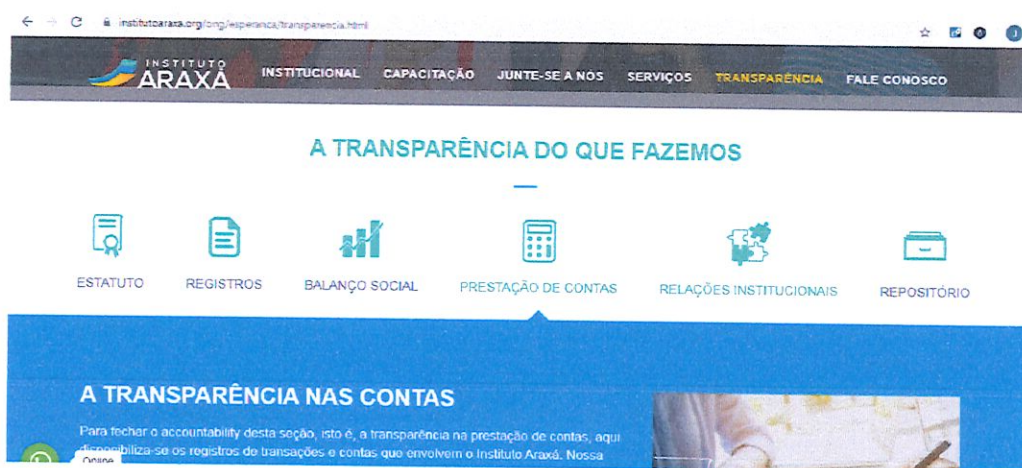 institutoaraxa.org/ong/esperanca/transparencia.html
INSTITUTO
ARAXÁ
INSTITUCIONAL CAPACITAÇÃO JUNTE-SE A NÓS SERVIÇOS TRANSPARÊNCIA FALE CONOSCO
A TRANSPARÊNCIA DO QUE FAZEMOS
ESTATUTO REGISTROS BALANÇO SOCIAL PRESTAÇÃO DE CONTAS RELAÇÕES INSTITUCIONAIS REPOSITÓRIO
A TRANSPARÊNCIA NAS CONTAS
Para fechar o accountability desta seção, isto é, a transparência na prestação de contas, aqui
disponibiliza-se os registros de transações e contas que envolvem o Instituto Araxá. Nossa
Online